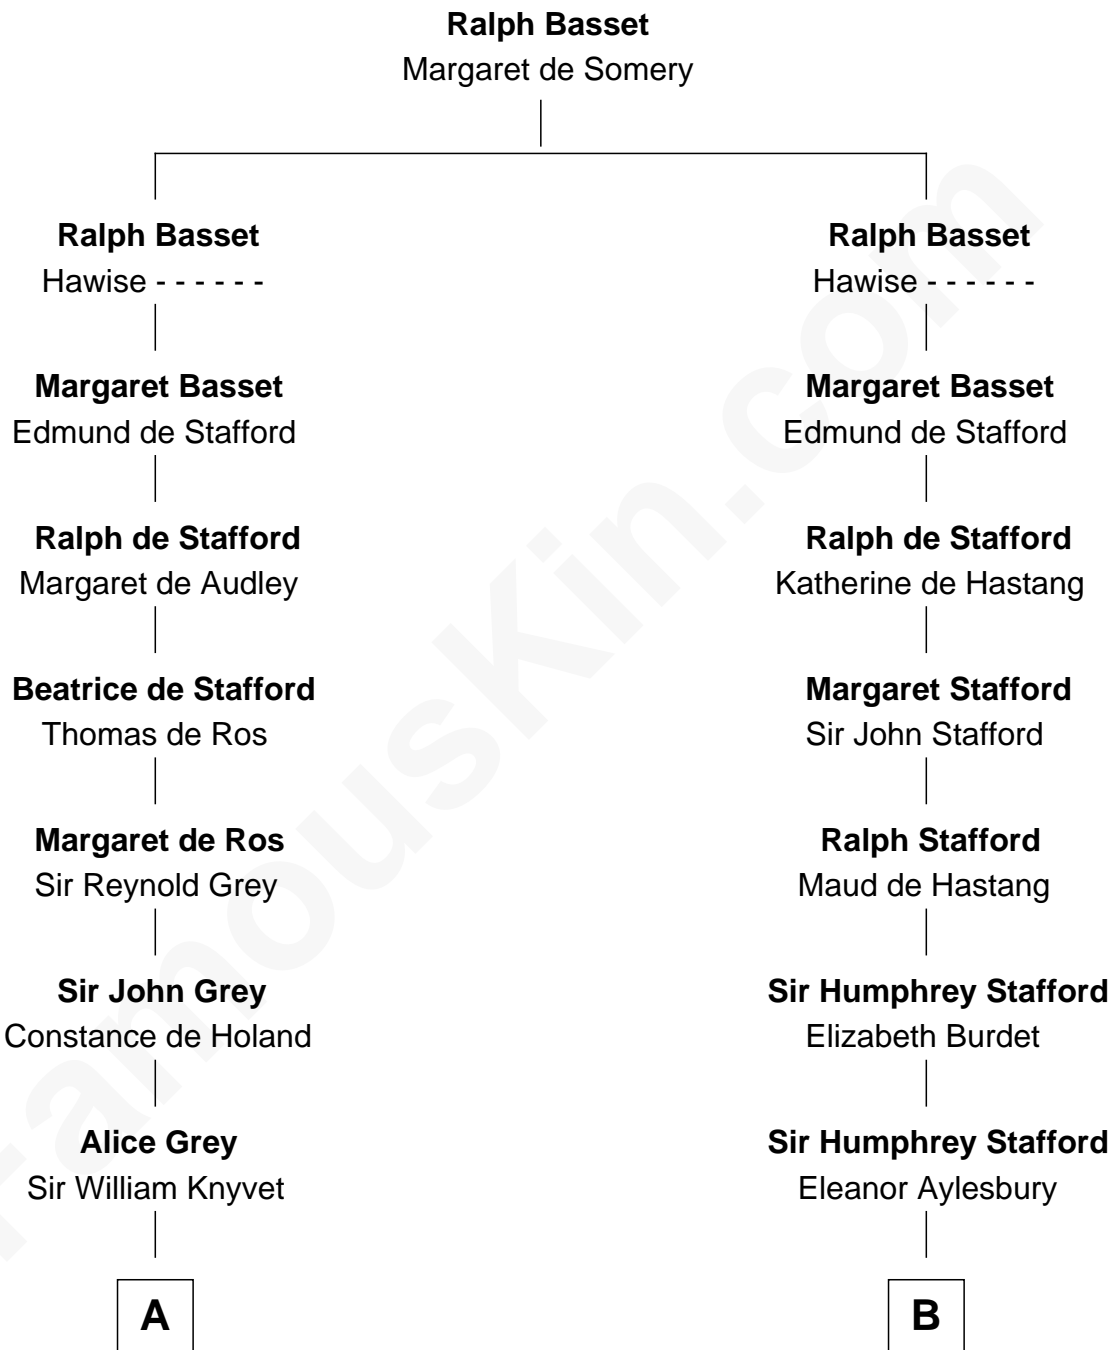 Ralph Basset
Margaret de Somery
Ralph Basset
Hawise - - - - - -
Margaret Basset
Edmund de Stafford
Ralph de Stafford
Margaret de Audley
Beatrice de Stafford
Thomas de Ros
Margaret de Ros
Sir Reynold Grey
Sir John Grey
Constance de Holand
Alice Grey
Sir William Knyvet
A
Ralph Basset
Hawise - - - - - -
Margaret Basset
Edmund de Stafford
Ralph de Stafford
Katherine de Hastang
Margaret Stafford
Sir John Stafford
Ralph Stafford
Maud de Hastang
Sir Humphrey Stafford
Elizabeth Burdet
Sir Humphrey Stafford
Eleanor Aylesbury
B
FamousKin.com